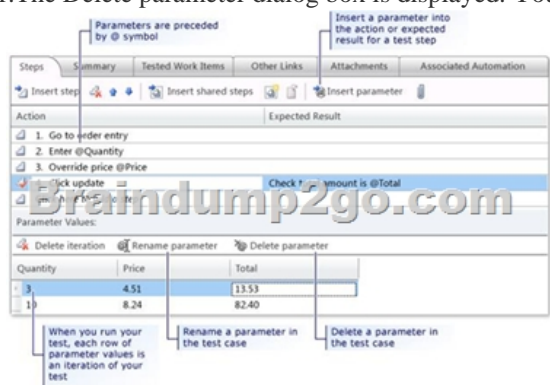 .The Delete parameter dialog box is displayed.
Parameters are preceded
by @ symbol
Insert a parameter into
the action or expected
result for a test step
Steps Summary Tested Work Items Other Links Attachments Associated Automation
Insert step Insert shared steps Insert parameter
Action Expected Result
1. Go to order entry
2. Enter @Quantity
3. Override price @Price
Click update Check amount is @Total
Braindump2go.com
Parameter Values:
Delete iteration Rename parameter Delete parameter
Quantity Price Total
3 4.51 13.53
10 8.24 82.40
When you run your
test, each row of
parameter values is
an iteration of your
test
Rename a parameter in
the test case
Delete a parameter in
the test case